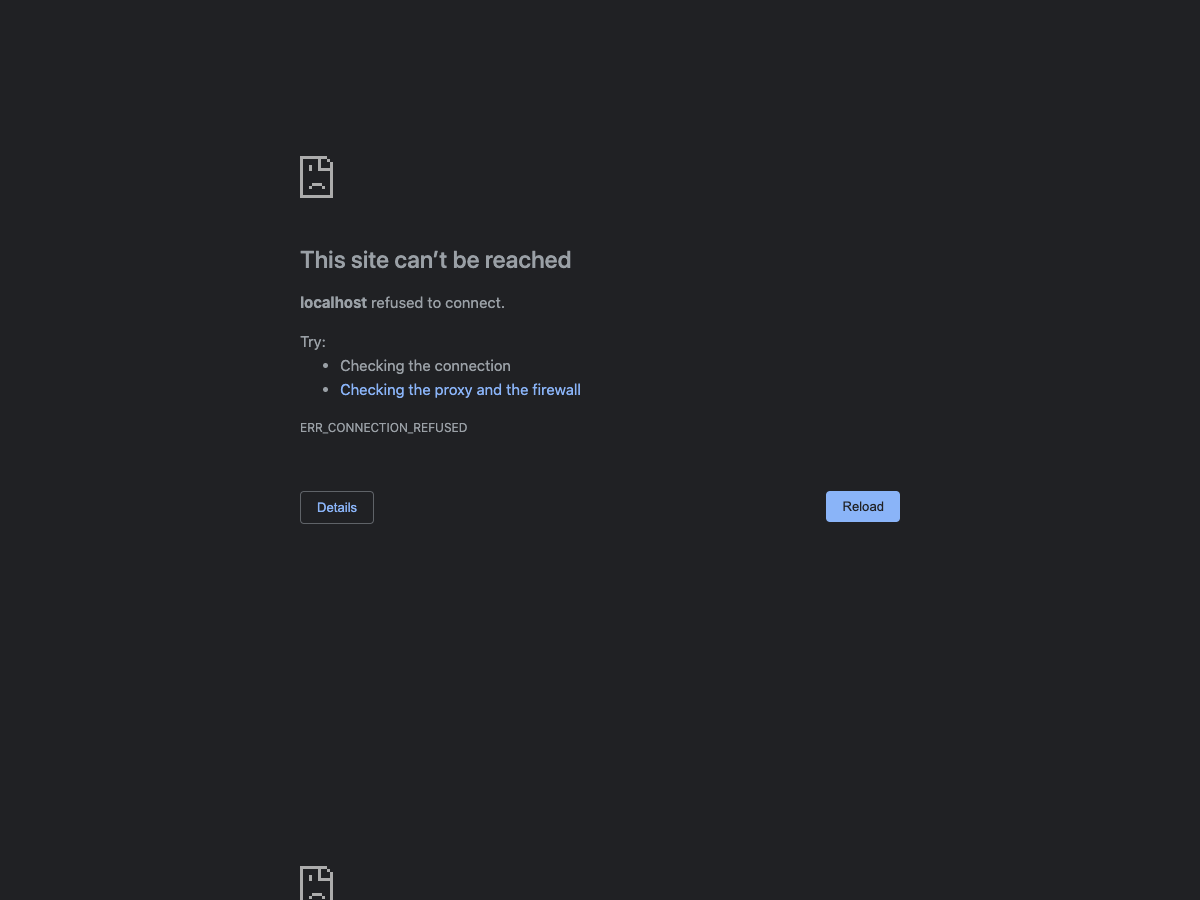 This site can’t be reached
localhost refused to connect.
Try:
• Checking the connection
• Checking the proxy and the firewall
ERR_CONNECTION_REFUSED
Details
Reload